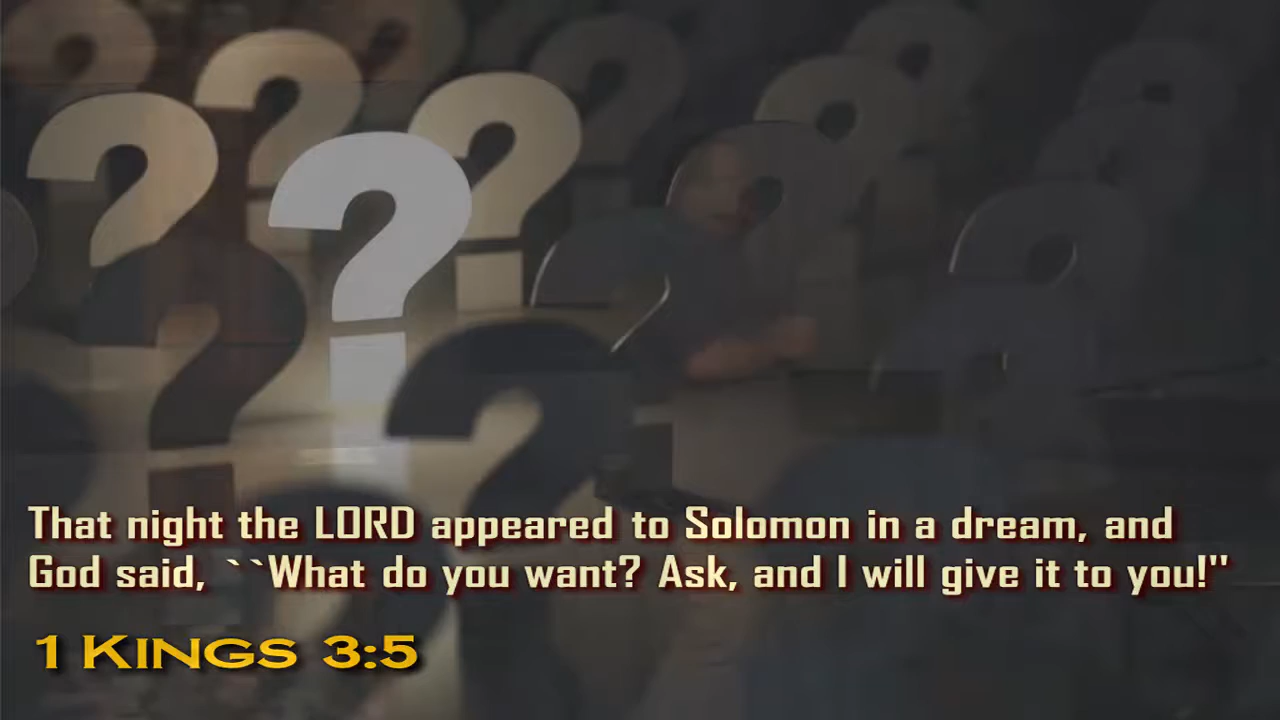 That night the LORD appeared to Solomon in a dream, and
God said, ``What do you want? Ask, and I will give it to you!''
1 KINGS 3:5